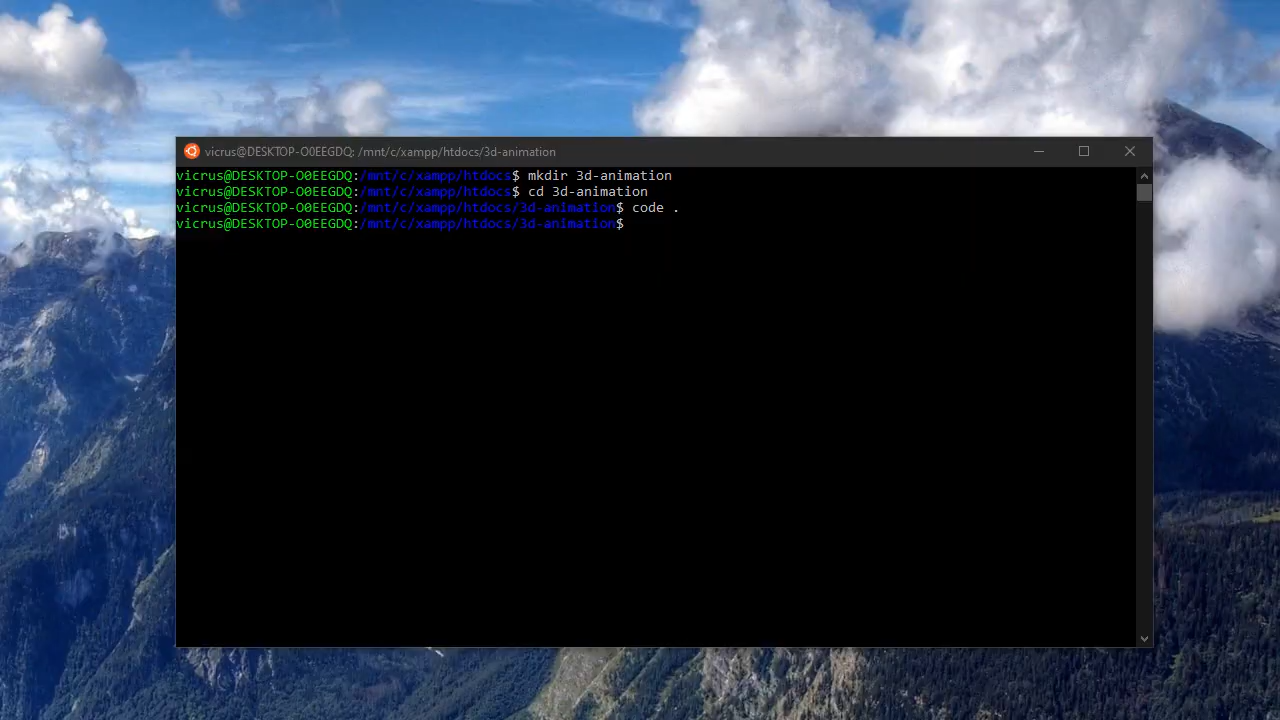 vicrus@DESKTOP-O0EEGDQ: /mnt/c/xampp/htdocs/3d-animation
vicrus@DESKTOP-O0EEGDQ:/mnt/c/xampp/htdocs$ mkdir 3d-animation
vicrus@DESKTOP-O0EEGDQ:/mnt/c/xampp/htdocs$ cd 3d-animation
vicrus@DESKTOP-O0EEGDQ:/mnt/c/xampp/htdocs/3d-animation$ code .
vicrus@DESKTOP-O0EEGDQ:/mnt/c/xampp/htdocs/3d-animation$